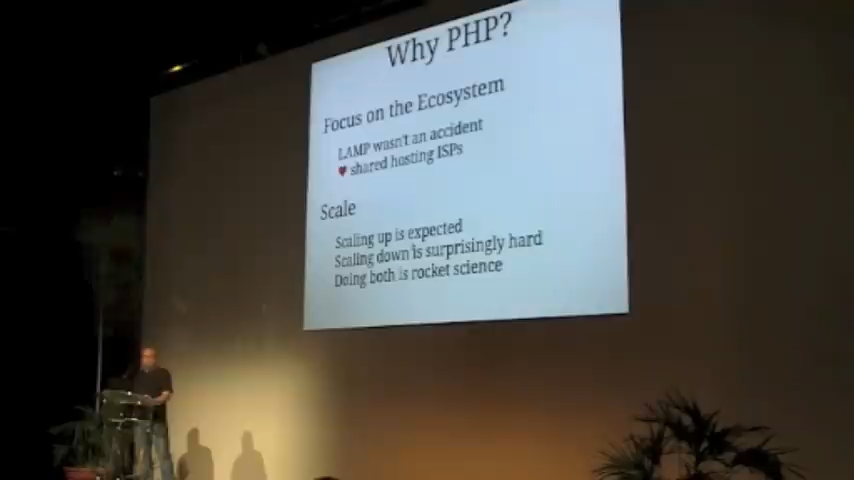 Why PHP?
Focus on the Ecosystem
LAMP wasn't an accident
♥ shared hosting ISPs
Scale
Scaling up is expected
Scaling down is surprisingly hard
Doing both is rocket science